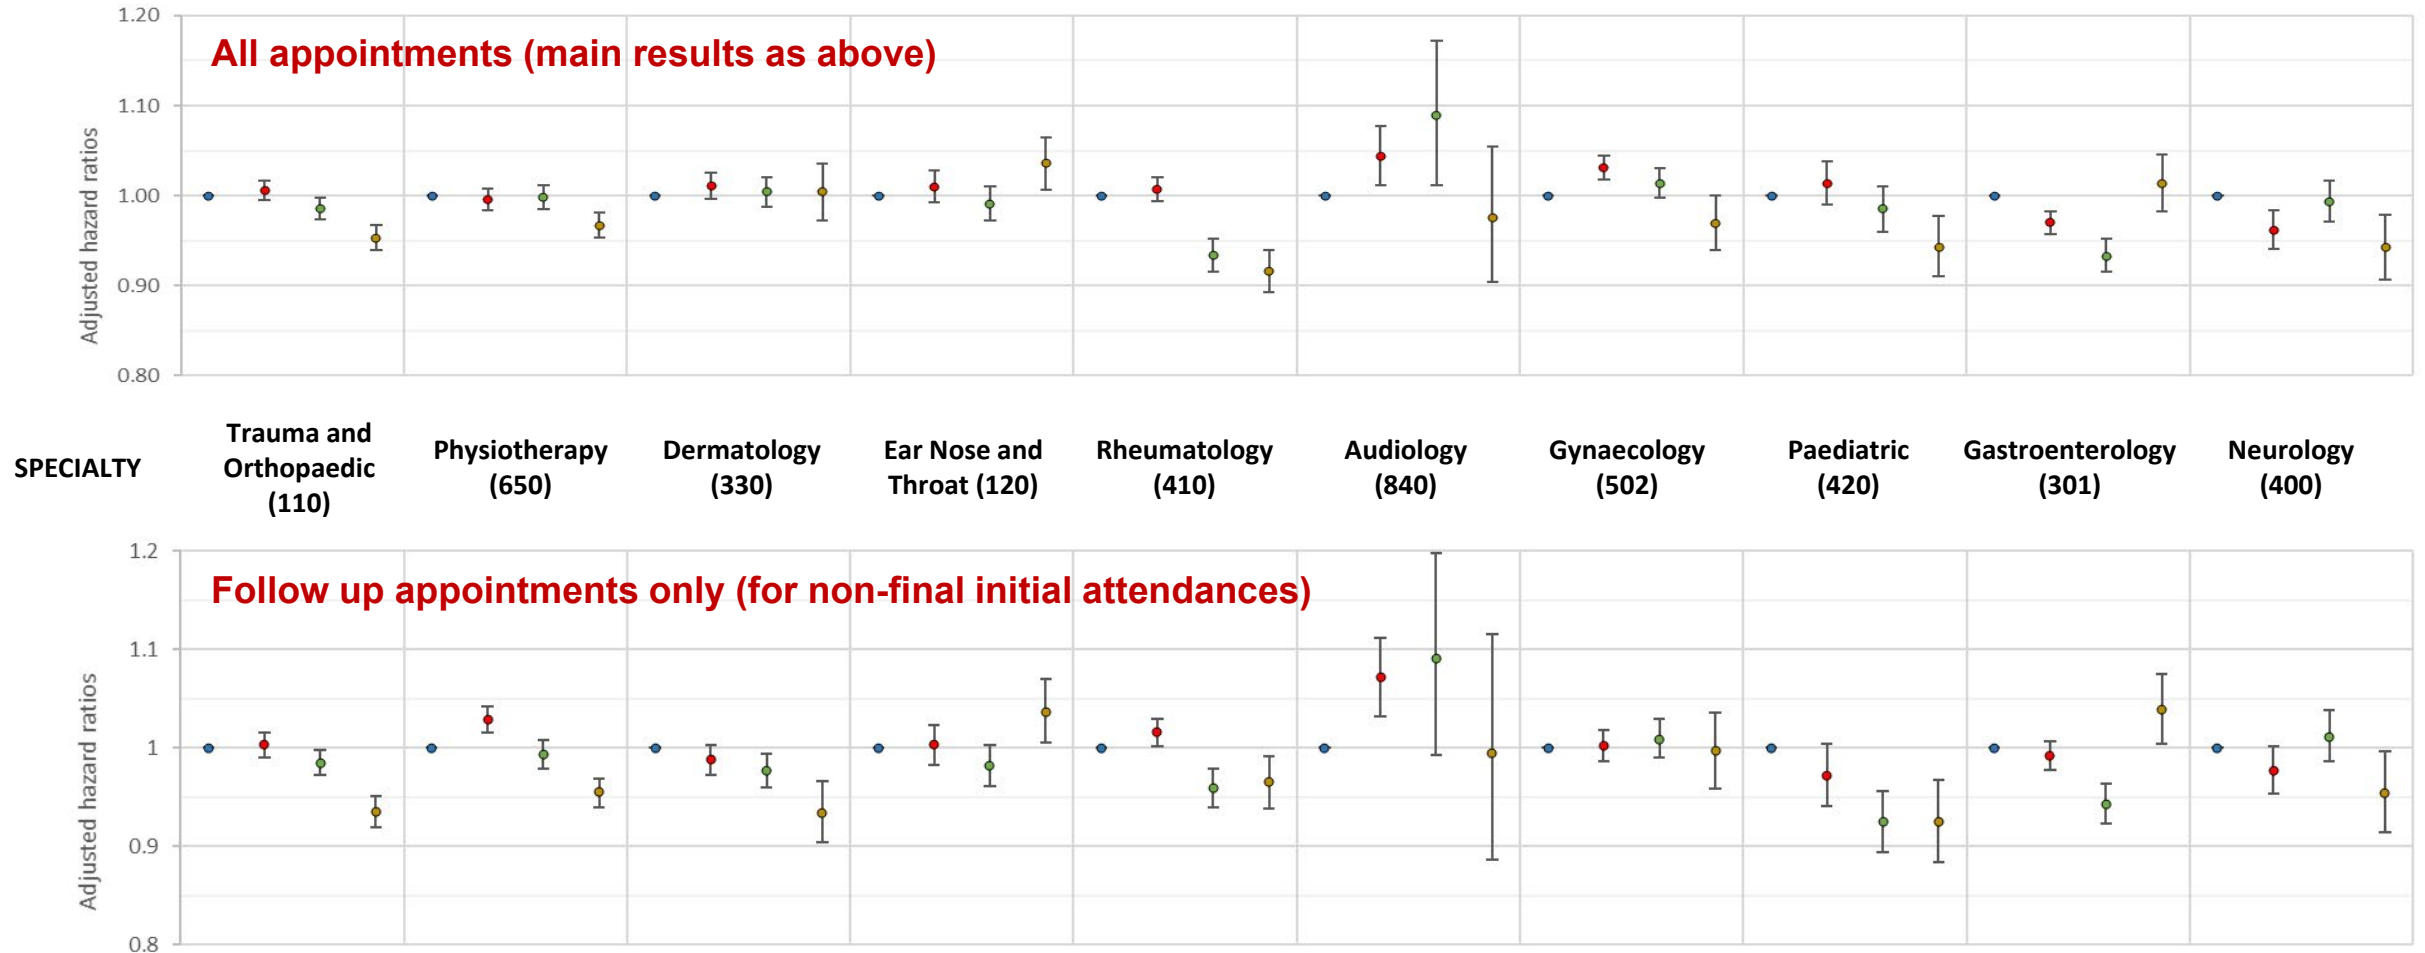 1.20
All appointments (main results as above)
1.10
1.00
0.90
0.80
Adjusted hazard ratios
SPECIALTY
Trauma and
Orthopaedic
(110)
Physiotherapy
(650)
Dermatology
(330)
Ear Nose and
Throat (120)
Rheumatology
(410)
Audiology
(840)
Gynaecology
(502)
Paediatric
(420)
Gastroenterology
(301)
Neurology
(400)
1.2
Follow up appointments only (for non-final initial attendances)
1.1
1
0.9
0.8
Adjusted hazard ratios